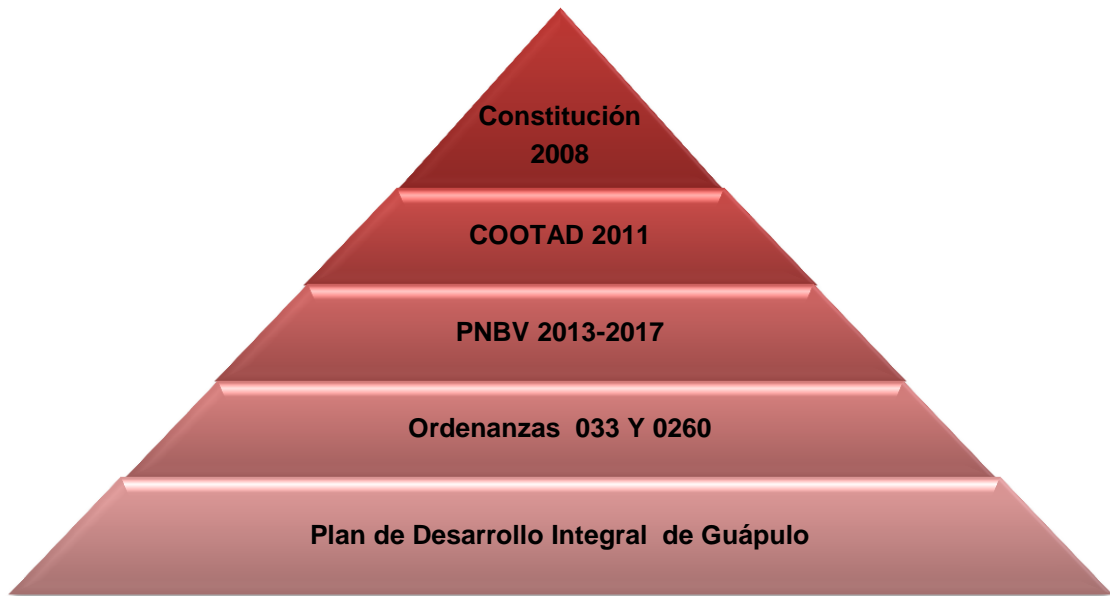 Constitución
2008
COOTAD 2011
PNBV 2013-2017
Ordenanzas  033 Y 0260
Plan de Desarrollo Integral  de Guápulo